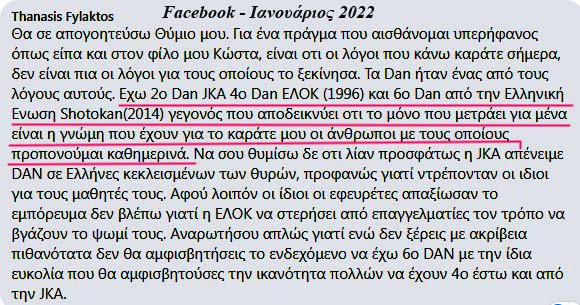 Thanasis Fylaktos
Facebook - Ιανουάριος 2022
Θα σε απογοητεύσω Θύμιο μου. Για ένα πράγμα που αισθάνομαι υπερήφανος
όπως είπα και στον φίλο μου Κώστα, είναι οτι οι λόγοι που κάνω καράτε σήμερα,
δεν είναι πια οι λόγοι για τους οποίους το ξεκίνησα. Τα Dan ήταν ένας από τους
λόγους αυτούς. Εχω 2ο Dan JKA 4ο Dan ΕΛΟΚ (1996) και 6ο Dan από την Ελληνική
Ενωση Shotokan(2014) γεγονός που αποδεικνύει οτι το μόνο που μετράει για μένα
είναι η γνώμη που έχουν για το καράτε μου οι άνθρωποι με τους οποίους
προπονούμαι καθημερινά. Να σου θυμίσω δε οτι λίαν προσφάτως η JKA απένειμε
DAN σε Ελληνες κεκλεισμένων των θυρών, προφανώς γιατί ντρέπονταν οι ιδιοι
για τους μαθητές τους. Αφού λοιπόν οι ίδιοι οι εφευρέτες απαξίωσαν το
εμπόρευμα δεν βλέπω γιατί η ΕΛΟΚ να στερήσει από επαγγελματίες τον τρόπο να
βγάζουν το ψωμί τους. Αναρωτήσου απλώς γιατί ενώ δεν ξέρεις με ακρίβεια
πιθανότατα δεν θα αμφισβητήσεις το ενδεχόμενο να έχω 6ο DAN με την ίδια
ευκολία που θα αμφισβητούσες την ικανότητα πολλών να έχουν 4ο έστω και από
την JKA.